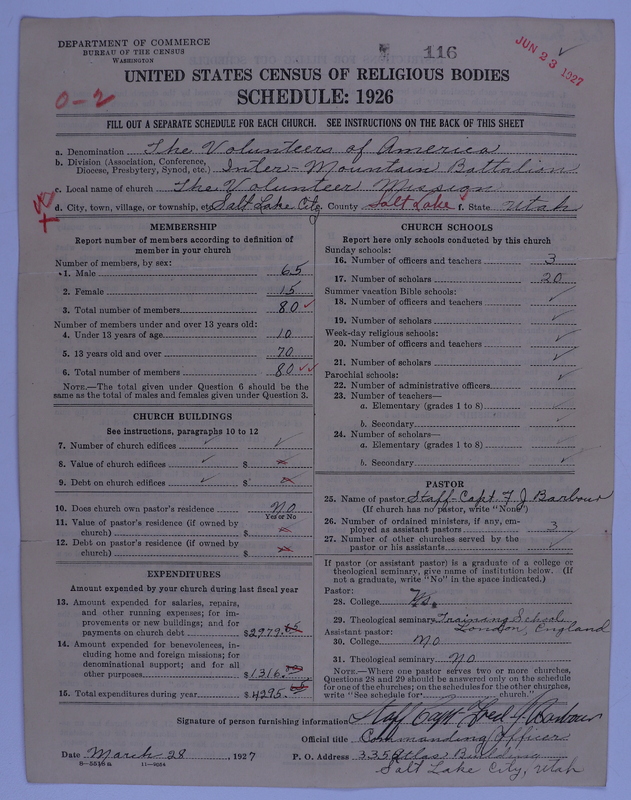 DEPARTMENT OF COMMERCE
BUREAU OF THE CENSUS
WASHINGTON
116
JUN 23 1927
UNITED STATES CENSUS OF RELIGIOUS BODIES
SCHEDULE: 1926
0-2
FILL OUT A SEPARATE SCHEDULE FOR EACH CHURCH. SEE INSTRUCTIONS ON THE BACK OF THIS SHEET
a. Denomination The Volunteers of America
b. Division (Association, Conference, Diocese, Presbytery, Synod, etc.) Inter-Mountain Battalion
c. Local name of church The Volunteer Mission
d. City, town, village, or township, etc. Salt Lake City e. County Salt Lake f. State Utah
MEMBERSHIP
Report number of members according to definition of
member in your church
Number of members, by sex:
1. Male 65
2. Female 15
3. Total number of members 80
Number of members under and over 13 years old:
4. Under 13 years of age 10
5. 13 years old and over 70
6. Total number of members 80
NOTE.—The total given under Question 6 should be the
same as the total of males and females given under Question 3.
CHURCH BUILDINGS
See instructions, paragraphs 10 to 12
7. Number of church edifices
8. Value of church edifices $
9. Debt on church edifices $
10. Does church own pastor's residence No
Yes or No
11. Value of pastor's residence (if owned by
church) $
12. Debt on pastor's residence (if owned by
church) $
EXPENDITURES
Amount expended by your church during last fiscal year
13. Amount expended for salaries, repairs,
and other running expenses; for im-
provements or new buildings; and for
payments on church debt $2979.
14. Amount expended for benevolences, in-
cluding home and foreign missions; for
denominational support; and for all
other purposes $1316.
15. Total expenditures during year $4295.
CHURCH SCHOOLS
Report here only schools conducted by this church
Sunday schools:
16. Number of officers and teachers 3
17. Number of scholars 20
Summer vacation Bible schools:
18. Number of officers and teachers
19. Number of scholars
Week-day religious schools:
20. Number of officers and teachers
21. Number of scholars
Parochial schools:
22. Number of administrative officers
23. Number of teachers—
a. Elementary (grades 1 to 8)
b. Secondary
24. Number of scholars—
a. Elementary (grades 1 to 8)
b. Secondary
PASTOR
25. Name of pastor Staff-Capt F J Barbour
(If church has no pastor, write "None")
26. Number of ordained ministers, if any, em-
ployed as assistant pastors 3
27. Number of other churches served by the
pastor or his assistants
If pastor (or assistant pastor) is a graduate of a college or
theological seminary, give name of institution below. (If
not a graduate, write "No" in the space indicated.)
Pastor:
28. College
29. Theological seminary Training School
London, England
Assistant pastor:
30. College No
31. Theological seminary No
NOTE.—Where one pastor serves two or more churches,
Questions 28 and 29 should be answered only on the schedule
for one of the churches; on the schedules for the other churches,
write "See schedule for church."
Signature of person furnishing information Staff Capt Fred J. Barbour
Official title Commanding Officer
Date March 28, 1927 P. O. Address 335 Atlas Building
Salt Lake City, Utah